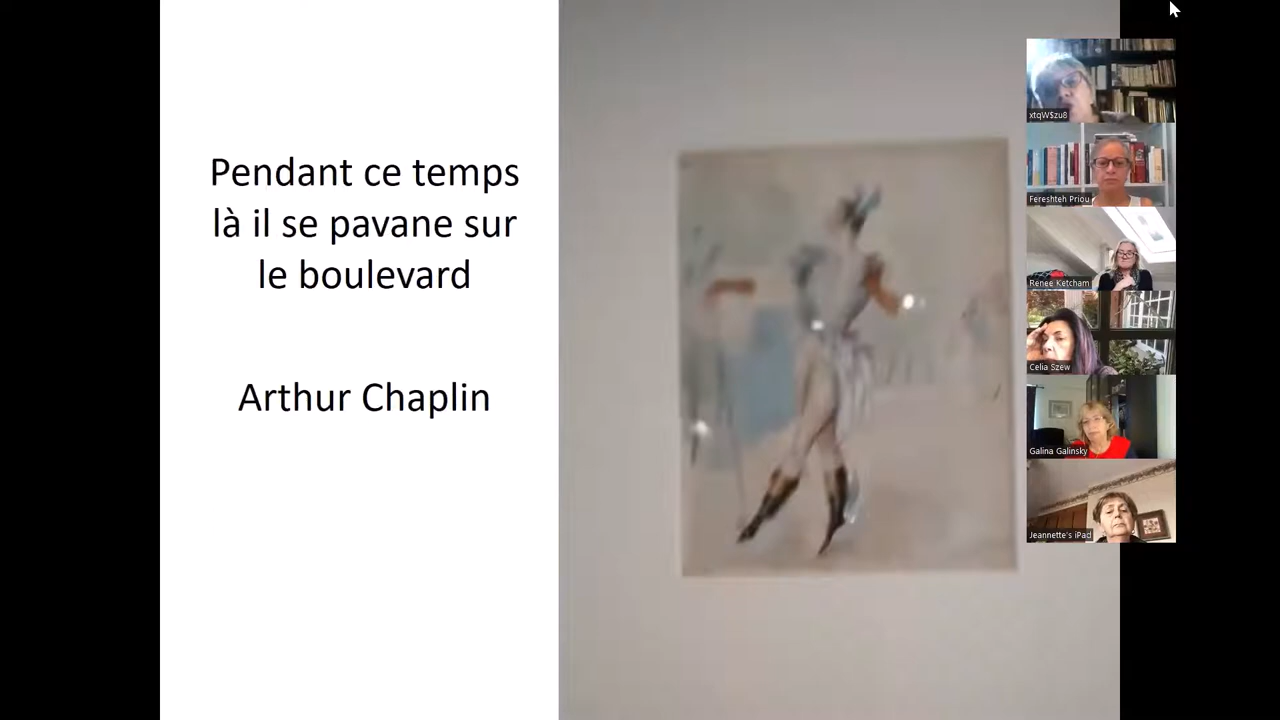 Pendant ce temps
là il se pavane sur
le boulevard
Arthur Chaplin
xtqW$zu8
Fereshteh Priou
Renee Ketcham
Celia Szew
Galina Galinsky
Jeannette's iPad